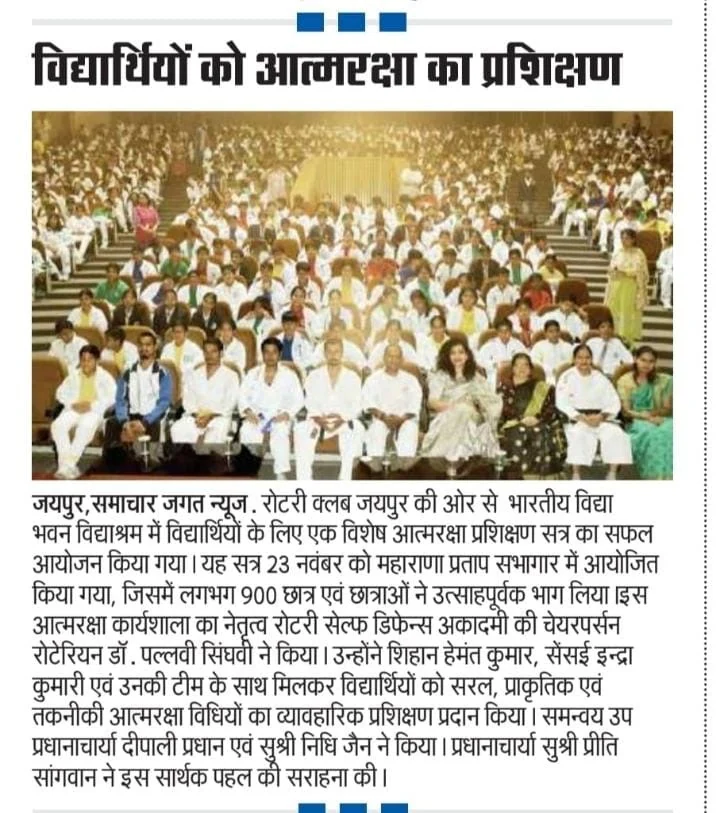 विद्यार्थियों को आत्मरक्षा का प्रशिक्षण
जयपुर,समाचार जगत न्यूज . रोटरी क्लब जयपुर की ओर से भारतीय विद्या
भवन विद्याश्रम में विद्यार्थियों के लिए एक विशेष आत्मरक्षा प्रशिक्षण सत्र का सफल
आयोजन किया गया। यह सत्र 23 नवंबर को महाराणा प्रताप सभागार में आयोजित
किया गया, जिसमें लगभग 900 छात्र एवं छात्राओं ने उत्साहपूर्वक भाग लिया।इस
आत्मरक्षा कार्यशाला का नेतृत्व रोटरी सेल्फ डिफेन्स अकादमी की चेयरपर्सन
रोटेरियन डॉ. पल्लवी सिंघवी ने किया। उन्होंने शिहान हेमंत कुमार, सेंसई इन्द्रा
कुमारी एवं उनकी टीम के साथ मिलकर विद्यार्थियों को सरल, प्राकृतिक एवं
तकनीकी आत्मरक्षा विधियों का व्यावहारिक प्रशिक्षण प्रदान किया। समन्वय उप
प्रधानाचार्या दीपाली प्रधान एवं सुश्री निधि जैन ने किया। प्रधानाचार्या सुश्री प्रीति
सांगवान ने इस सार्थक पहल की सराहना की।